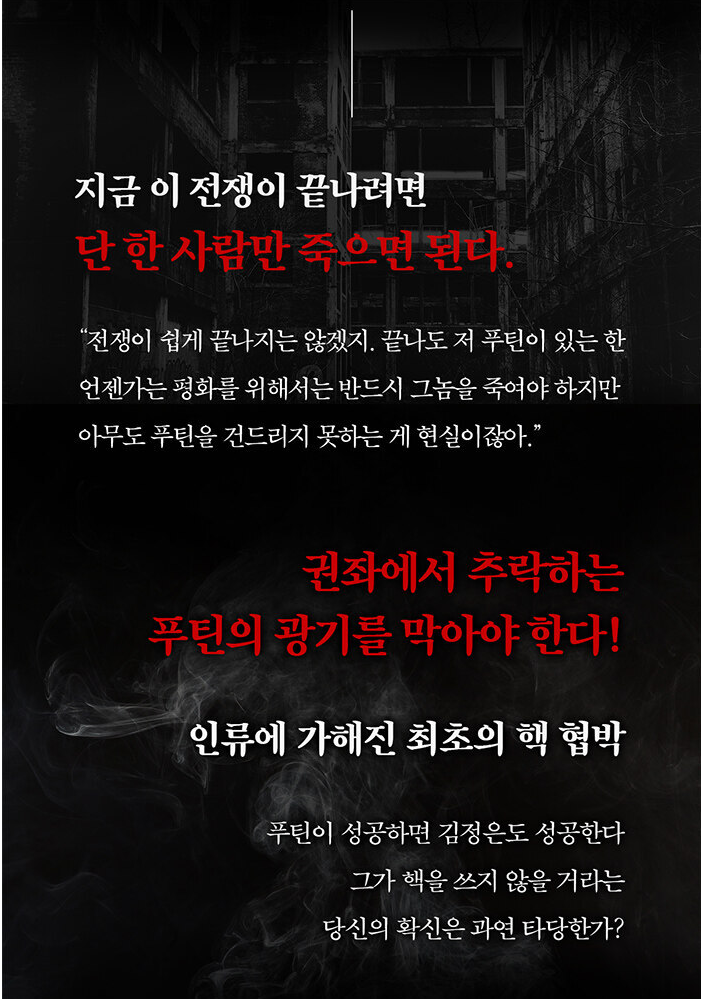 지금 이 전쟁이 끝나려면
단 한 사람만 죽으면 된다.
“전쟁이 쉽게 끝나지는 않겠지. 끝나도 저 푸틴이 있는 한
언젠가는 평화를 위해서는 반드시 그놈을 죽여야 하지만
아무도 푸틴을 건드리지 못하는 게 현실이잖아.”
권좌에서 추락하는
푸틴의 광기를 막아야 한다!
인류에 가해진 최초의 핵 협박
푸틴이 성공하면 김정은도 성공한다
그가 핵을 쓰지 않을 거라는
당신의 확신은 과연 타당한가?